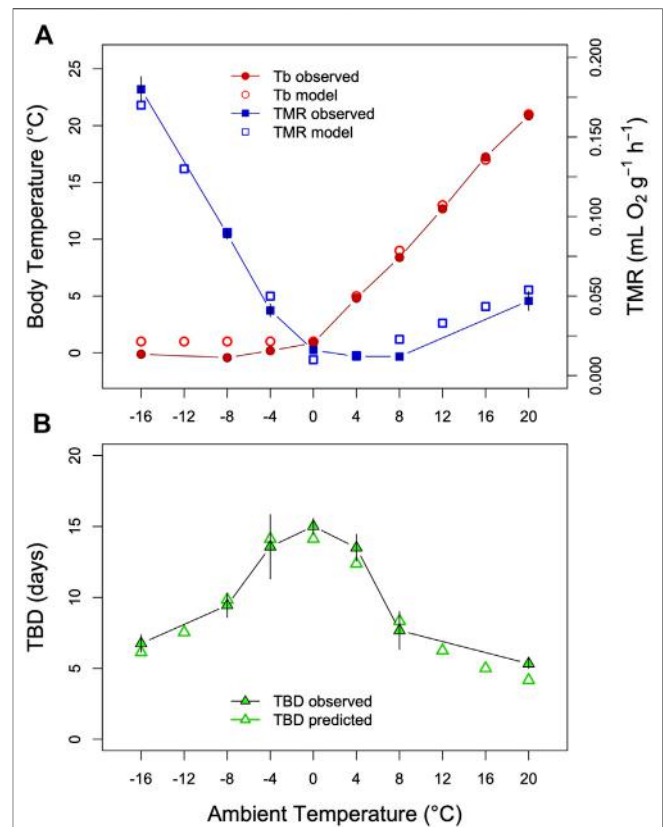 A
Body Temperature (°C)
25
20
15
10
5
0
Tb observed
Tb model
TMR observed
TMR model
0.200
0.150
0.100
0.050
0.000
TMR (mL O₂ g⁻¹ h⁻¹)
-16 -12 -8 -4 0 4 8 12 16 20
B
TBD (days)
20
15
10
5
0
TBD observed
TBD predicted
-16 -12 -8 -4 0 4 8 12 16 20
Ambient Temperature (°C)